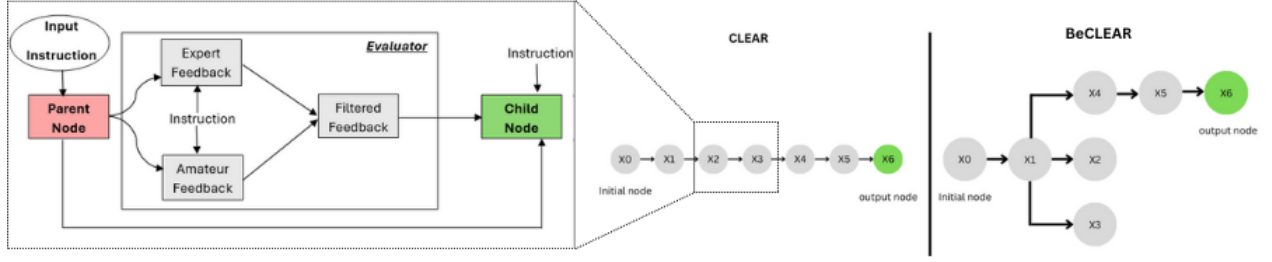 Input
Instruction
Parent
Node
Evaluator
Expert
Feedback
Instruction
Amateur
Feedback
Filtered
Feedback
Instruction
Child
Node
CLEAR
X0
X1
X2
X3
X4
X5
X6
Initial node
output node
BeCLEAR
X4
X5
X6
output node
X0
X1
X2
Initial node
X3